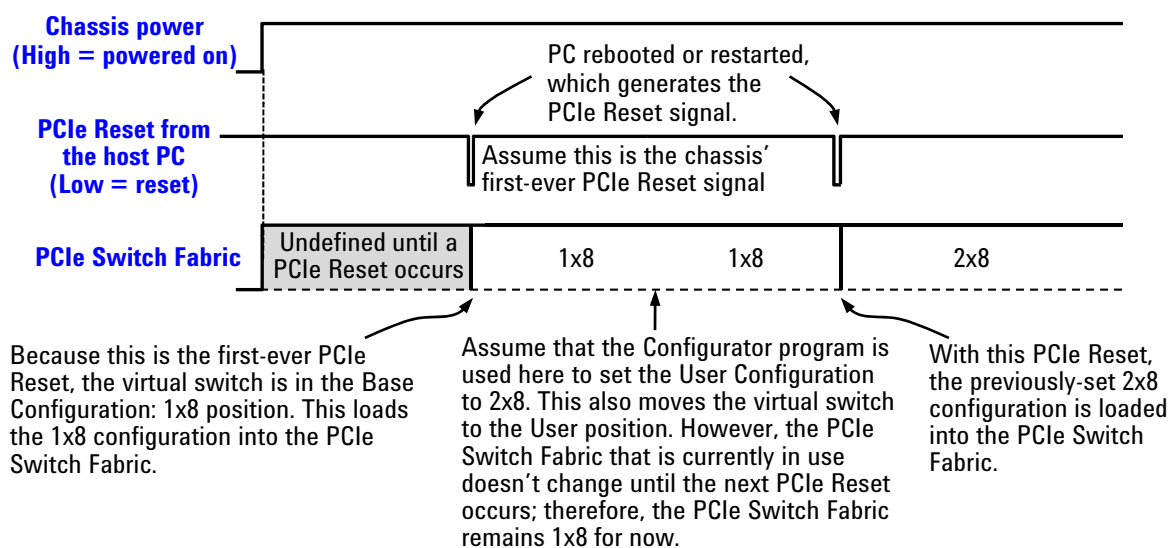 Chassis power
(High = powered on)
PC rebooted or restarted,
which generates the
PCIe Reset signal.
PCIe Reset from
the host PC
(Low = reset)
Assume this is the chassis’
first-ever PCIe Reset signal
PCIe Switch Fabric
Undefined until a
PCIe Reset occurs
1x8
1x8
2x8
Because this is the first-ever PCIe
Reset, the virtual switch is in the Base
Configuration: 1x8 position. This loads
the 1x8 configuration into the PCIe
Switch Fabric.
Assume that the Configurator program is
used here to set the User Configuration
to 2x8. This also moves the virtual switch
to the User position. However, the PCIe
Switch Fabric that is currently in use
doesn’t change until the next PCIe Reset
occurs; therefore, the PCIe Switch Fabric
remains 1x8 for now.
With this PCIe Reset,
the previously-set 2x8
configuration is loaded
into the PCIe Switch
Fabric.